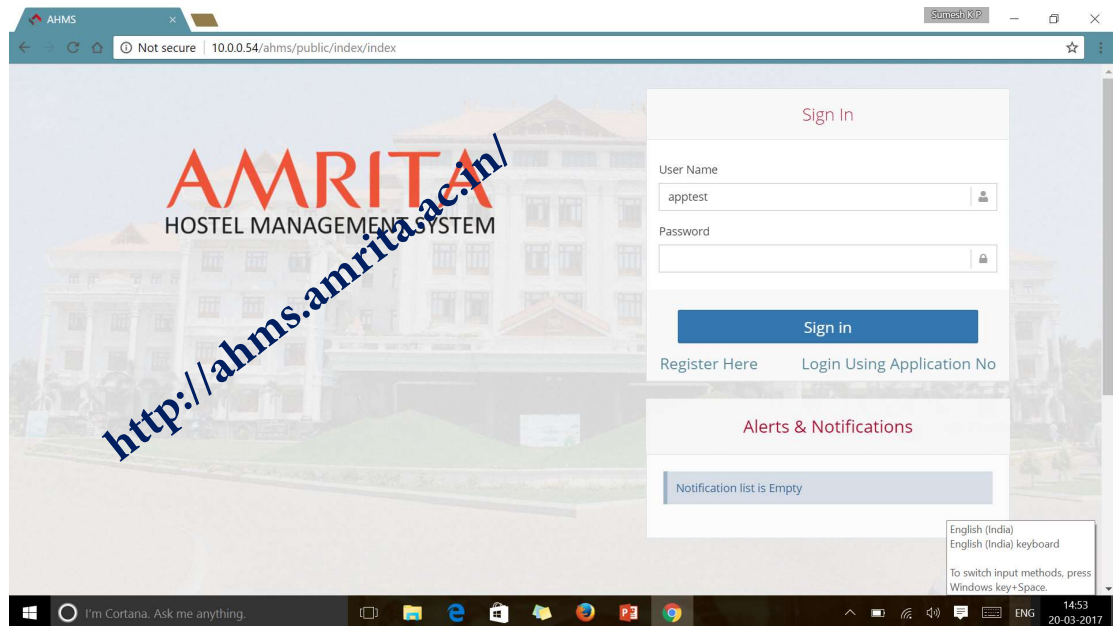 AHMS
Sumesh K P
Not secure 10.0.0.54/ahms/public/index/index
AMRITA
HOSTEL MANAGEMENT SYSTEM
http://ahms.amrita.ac.in/
Sign In
User Name
apptest
Password
Sign in
Register Here Login Using Application No
Alerts & Notifications
Notification list is Empty
English (India)
English (India) keyboard
To switch input methods, press
Windows key+Space.
I'm Cortana. Ask me anything.
ENG
14:53
20-03-2017